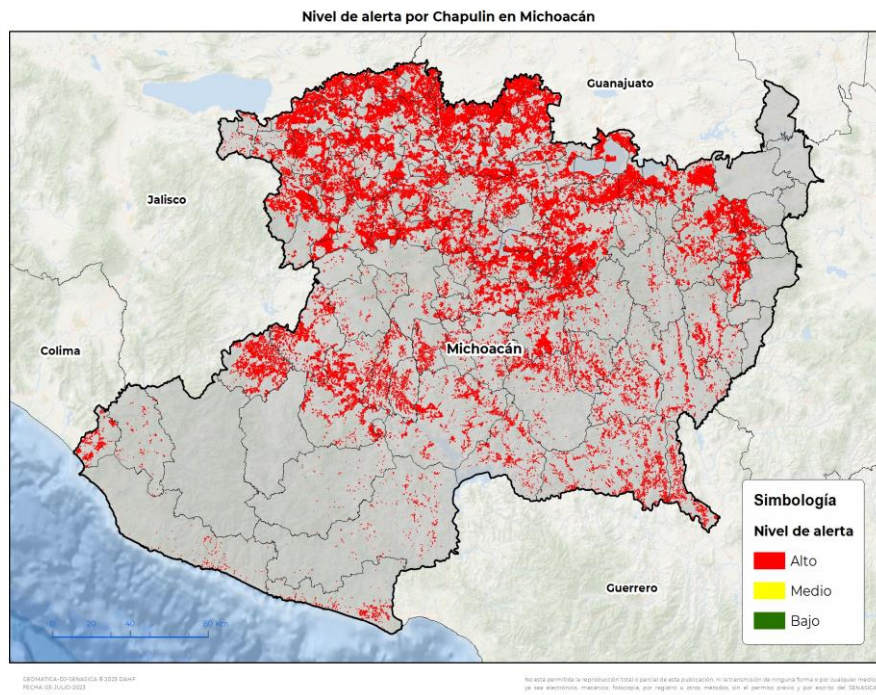 Nivel de alerta por Chapulin en Michoacán
Guanajuato
Jalisco
Colima
Michoacán
Guerrero
Simbología
Nivel de alerta
Alto
Medio
Bajo
0 20 40 80 Km
GEOMATICA-DJ-SENASICA ® 2023 DAHF
FECHA: 03-JULIO-2023
No esta permitida la reproducción total o parcial de esta publicación, ni la transmisión de ninguna forma o por cualquier medio,
ya sea electrónico, mecánico, fotocopia, por registro u otros métodos, sin el permiso previo y por escrito del SENASICA